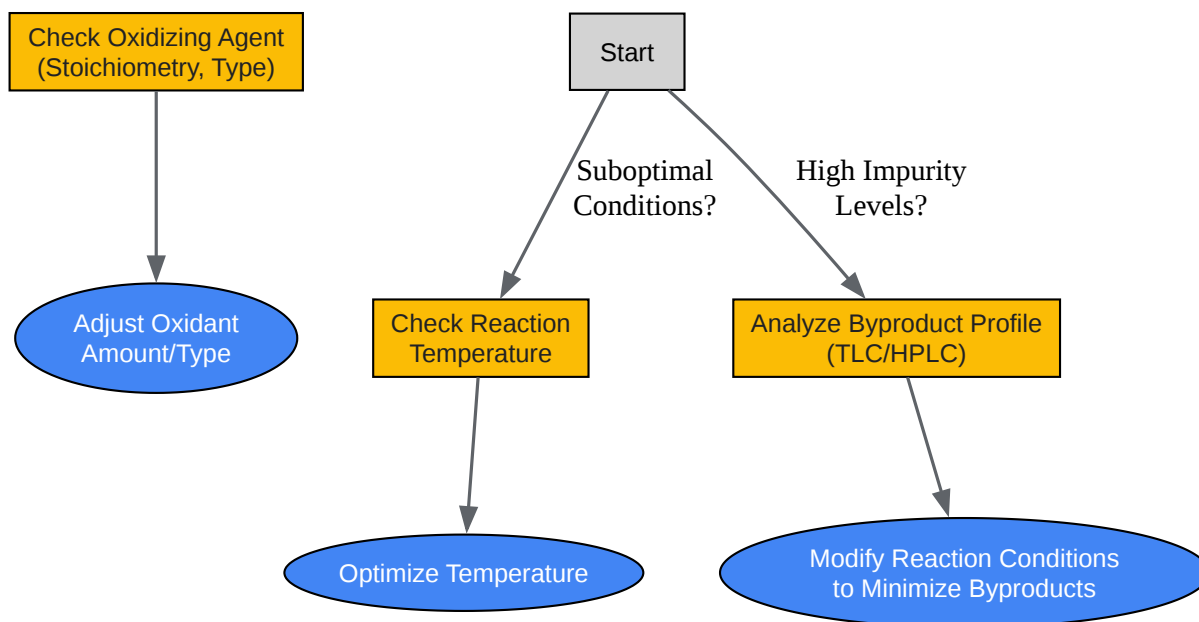 Check Oxidizing Agent
(Stoichiometry, Type)
Start
Suboptimal
Conditions?
High Impurity
Levels?
Adjust Oxidant
Amount/Type
Check Reaction
Temperature
Analyze Byproduct Profile
(TLC/HPLC)
Optimize Temperature
Modify Reaction Conditions
to Minimize Byproducts